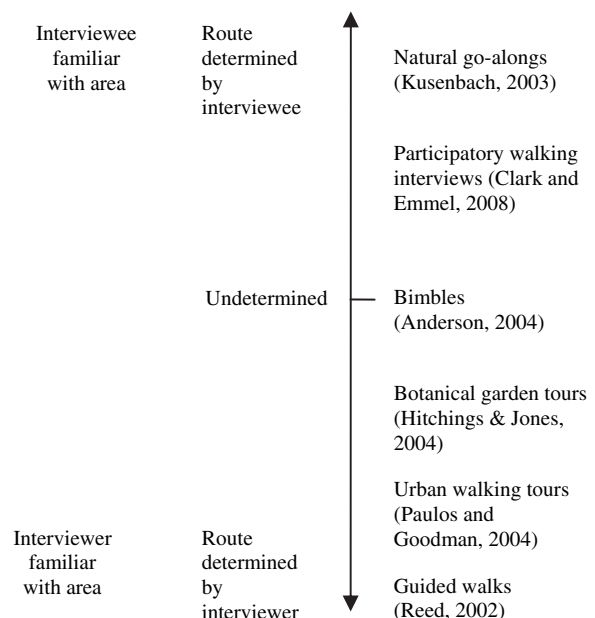 Interviewee
familiar
with area
Route
determined
by
interviewee
Natural go-alongs
(Kusenbach, 2003)
Participatory walking
interviews (Clark and
Emmel, 2008)
Undetermined
Bimbles
(Anderson, 2004)
Botanical garden tours
(Hitchings & Jones,
2004)
Urban walking tours
(Paulos and
Goodman, 2004)
Interviewer
familiar
with area
Route
determined
by
interviewer
Guided walks
(Reed, 2002)